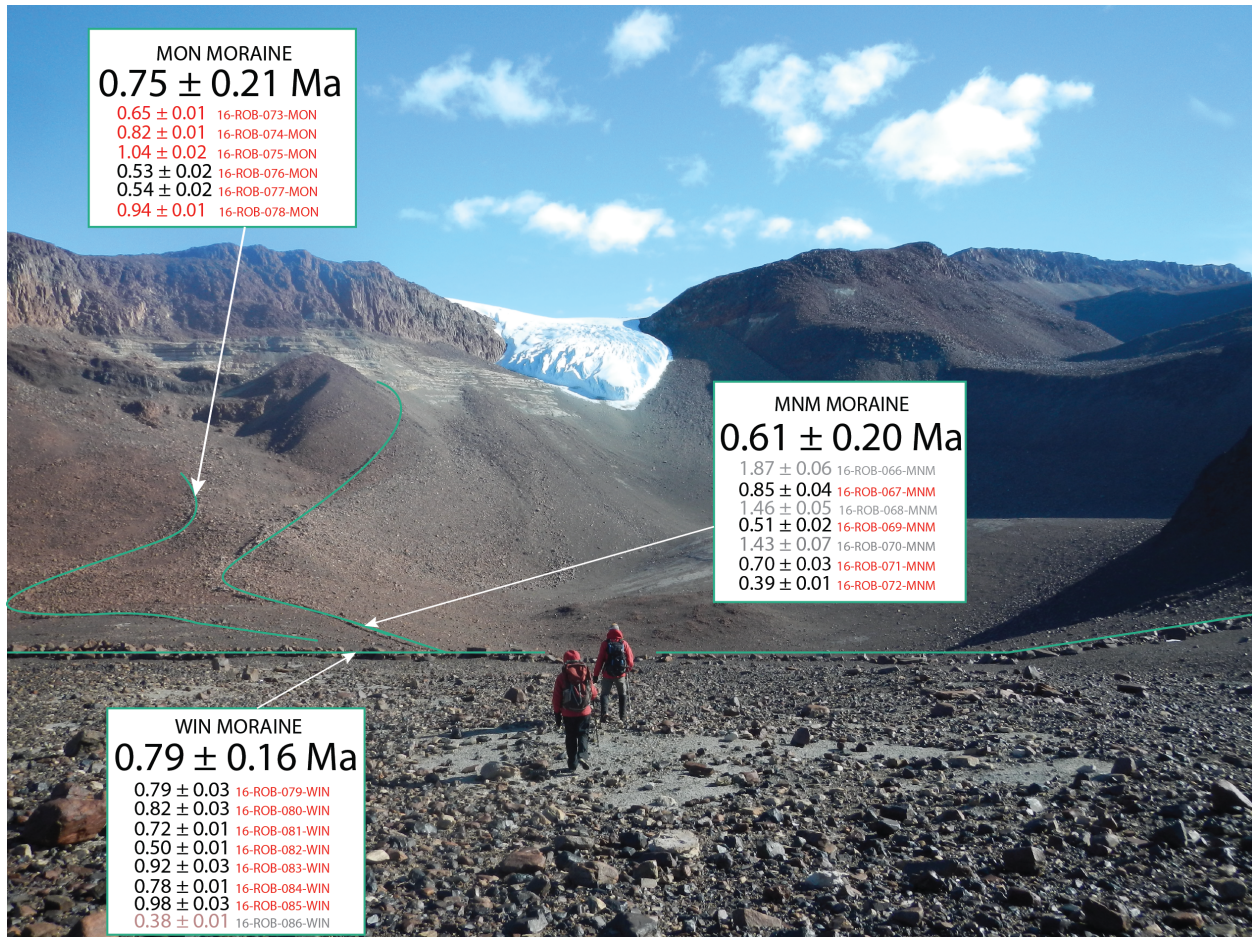 MON MORAINE
0.75 ± 0.21 Ma
0.65 ± 0.01 16-ROB-073-MON
0.82 ± 0.01 16-ROB-074-MON
1.04 ± 0.02 16-ROB-075-MON
0.53 ± 0.02 16-ROB-076-MON
0.54 ± 0.02 16-ROB-077-MON
0.94 ± 0.01 16-ROB-078-MON
MNM MORAINE
0.61 ± 0.20 Ma
1.87 ± 0.06 16-ROB-066-MNM
0.85 ± 0.04 16-ROB-067-MNM
1.46 ± 0.05 16-ROB-068-MNM
0.51 ± 0.02 16-ROB-069-MNM
1.43 ± 0.07 16-ROB-070-MNM
0.70 ± 0.03 16-ROB-071-MNM
0.39 ± 0.01 16-ROB-072-MNM
WIN MORAINE
0.79 ± 0.16 Ma
0.79 ± 0.03 16-ROB-079-WIN
0.82 ± 0.03 16-ROB-080-WIN
0.72 ± 0.01 16-ROB-081-WIN
0.50 ± 0.01 16-ROB-082-WIN
0.92 ± 0.03 16-ROB-083-WIN
0.78 ± 0.01 16-ROB-084-WIN
0.98 ± 0.03 16-ROB-085-WIN
0.38 ± 0.01 16-ROB-086-WIN